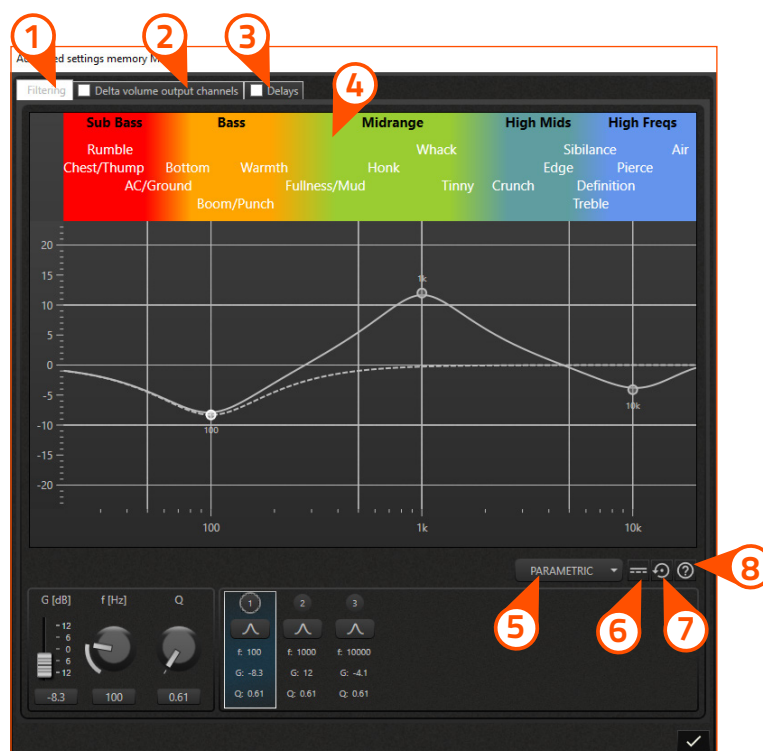 1 2 3
Advanced settings memory M
Filtering Delta volume output channels Delays
4
Sub Bass Bass Midrange High Mids High Freqs
Rumble Whack Sibilance Air
Chest/Thump Bottom Warmth Honk Edge Pierce
AC/Ground Fullness/Mud Tinny Crunch Definition
Boom/Punch Treble
20
15
1k
10
5
0
-5
10k
100
-10
-15
-20
100 1k 10k
PARAMETRIC
8
5 6 7
G [dB] f [Hz] Q
1 2 3
-12
- 6
- 0
- 6
-12
f: 100 f: 1000 f: 10000
G: -8.3 G: 12 G: -4.1
Q: 0.61 Q: 0.61 Q: 0.61
-8.3 100 0.61